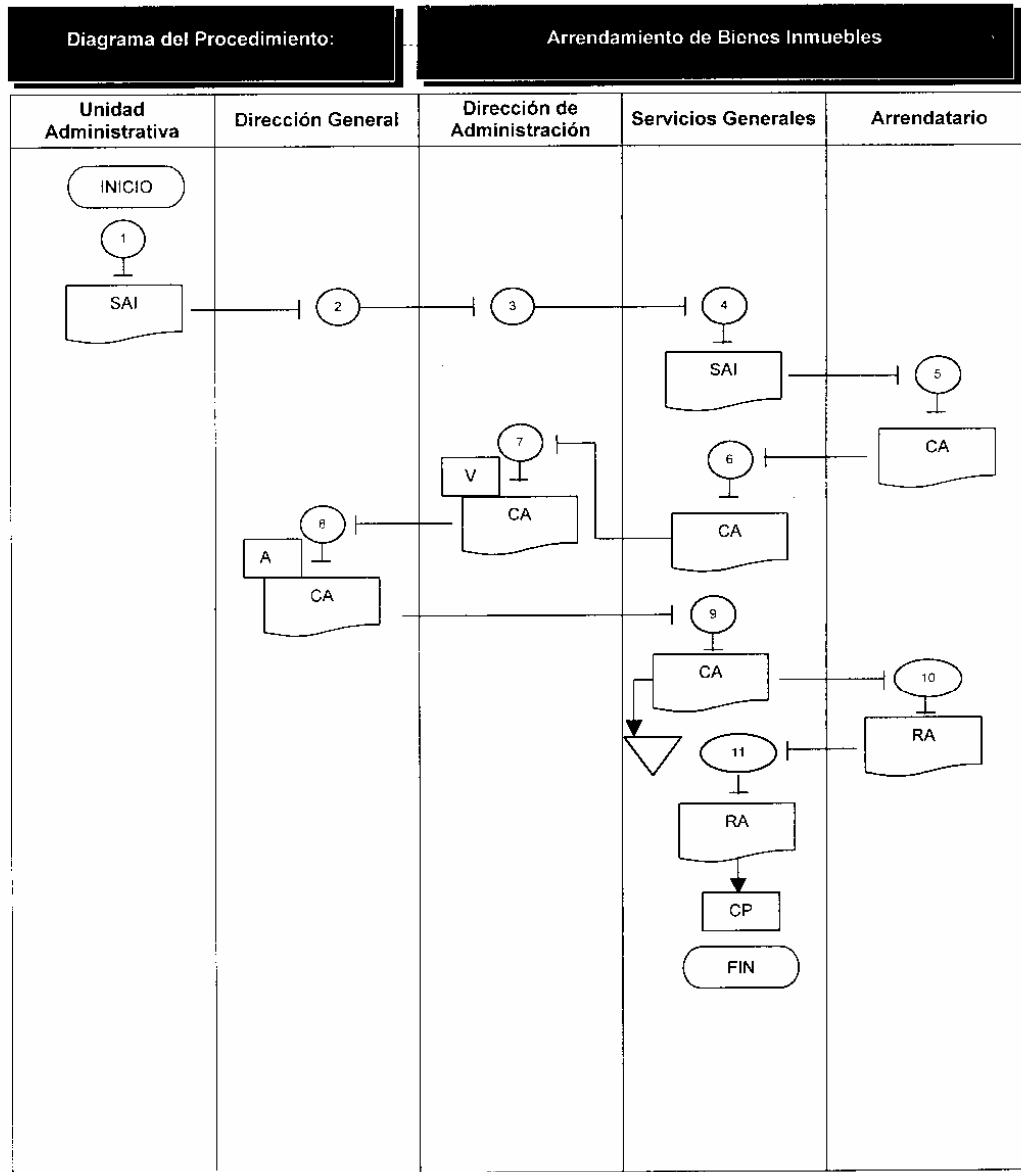 Diagrama del Procedimiento:
Arrendamiento de Bienes Inmuebles
Unidad
Administrativa
Dirección General
Dirección de
Administración
Servicios Generales
Arrendatario
INICIO
1
SAI
2
3
4
SAI
5
CA
6
CA
7
V
CA
8
A
CA
9
CA
10
RA
11
RA
CP
FIN